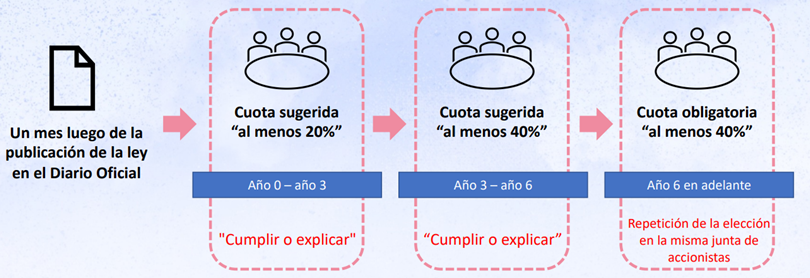 Un mes luego de la
publicación de la ley
en el Diario Oficial
Cuota sugerida
“al menos 20%”
Año 0 – año 3
"Cumplir o explicar"
Cuota sugerida
“al menos 40%”
Año 3 – año 6
“Cumplir o explicar”
Cuota obligatoria
“al menos 40%”
Año 6 en adelante
Repetición de la elección
en la misma junta de
accionistas